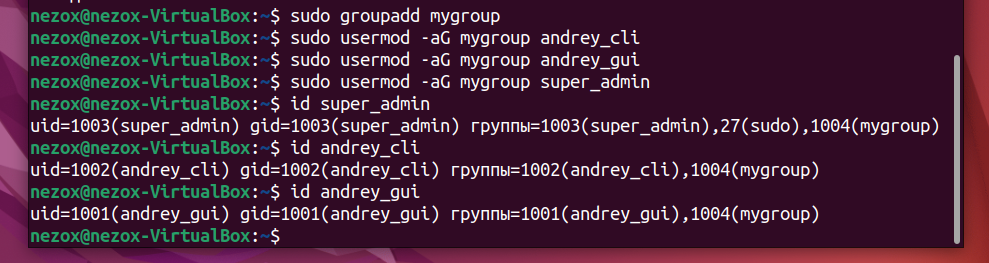 nezox@nezox-VirtualBox:~$ sudo groupadd mygroup
nezox@nezox-VirtualBox:~$ sudo usermod -aG mygroup andrey_cli
nezox@nezox-VirtualBox:~$ sudo usermod -aG mygroup andrey_gui
nezox@nezox-VirtualBox:~$ sudo usermod -aG mygroup super_admin
nezox@nezox-VirtualBox:~$ id super_admin
uid=1003(super_admin) gid=1003(super_admin) группы=1003(super_admin),27(sudo),1004(mygroup)
nezox@nezox-VirtualBox:~$ id andrey_cli
uid=1002(andrey_cli) gid=1002(andrey_cli) группы=1002(andrey_cli),1004(mygroup)
nezox@nezox-VirtualBox:~$ id andrey_gui
uid=1001(andrey_gui) gid=1001(andrey_gui) группы=1001(andrey_gui),1004(mygroup)
nezox@nezox-VirtualBox:~$